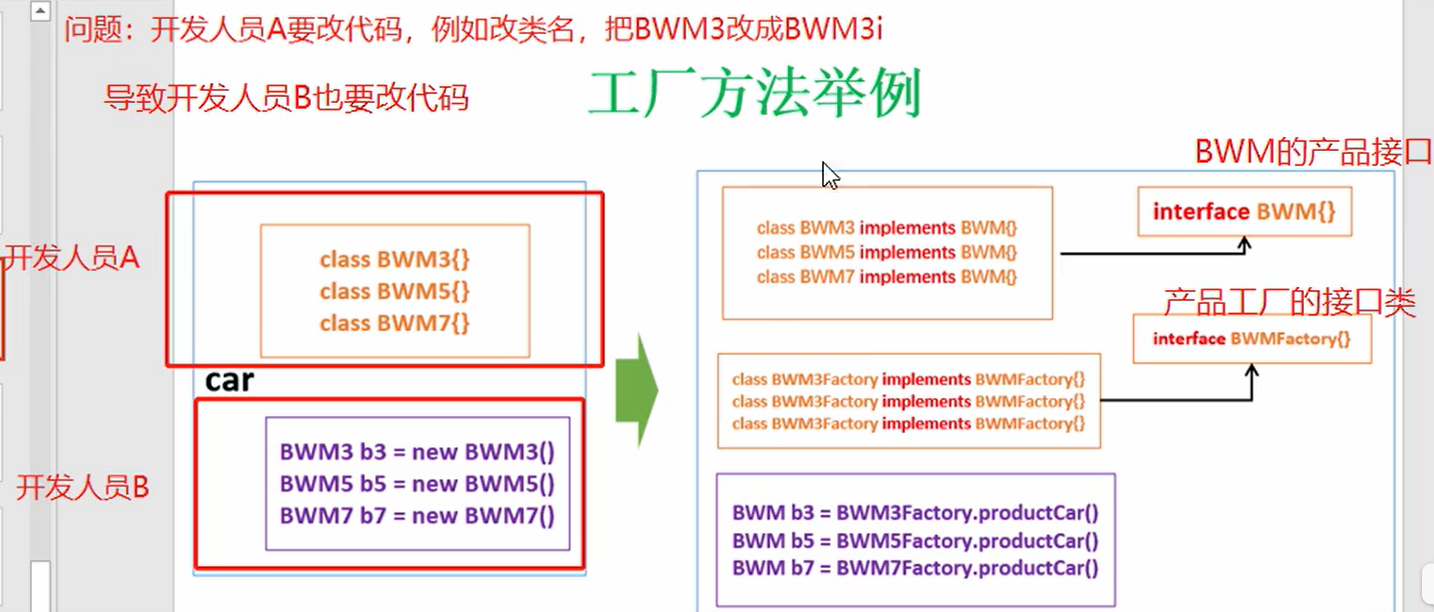 问题：开发人员A要改代码，例如改类名，把BWM3改成BWM3i
导致开发人员B也要改代码
工厂方法举例
开发人员A
class BWM3{}
class BWM5{}
class BWM7{}
car
开发人员B
BWM3 b3 = new BWM3()
BWM5 b5 = new BWM5()
BWM7 b7 = new BWM7()
BWM的产品接口
class BWM3 implements BWM{}
class BWM5 implements BWM{}
class BWM7 implements BWM{}
interface BWM{}
产品工厂的接口类
interface BWMFactory{}
class BWM3Factory implements BWMFactory{}
class BWM3Factory implements BWMFactory{}
class BWM3Factory implements BWMFactory{}
BWM b3 = BWM3Factory.productCar()
BWM b5 = BWM5Factory.productCar()
BWM b7 = BWM7Factory.productCar()